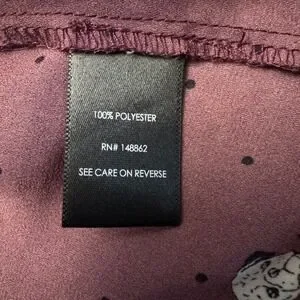 100% POLYESTER
RN# 148862
SEE CARE ON REVERSE